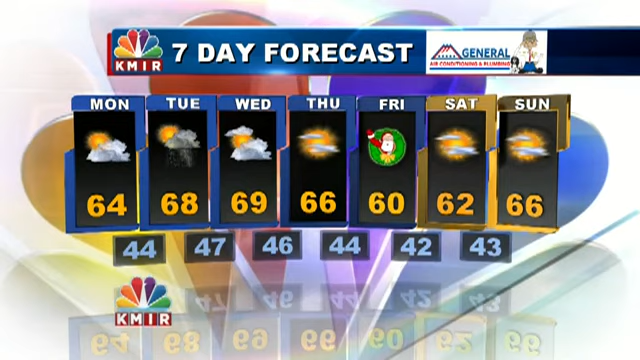 KMIR
7 DAY FORECAST
GENERAL
AIR CONDITIONING & PLUMBING
MON TUE WED THU FRI SAT SUN
64 68 69 66 60 62 66
44 47 46 44 42 43
KMIR